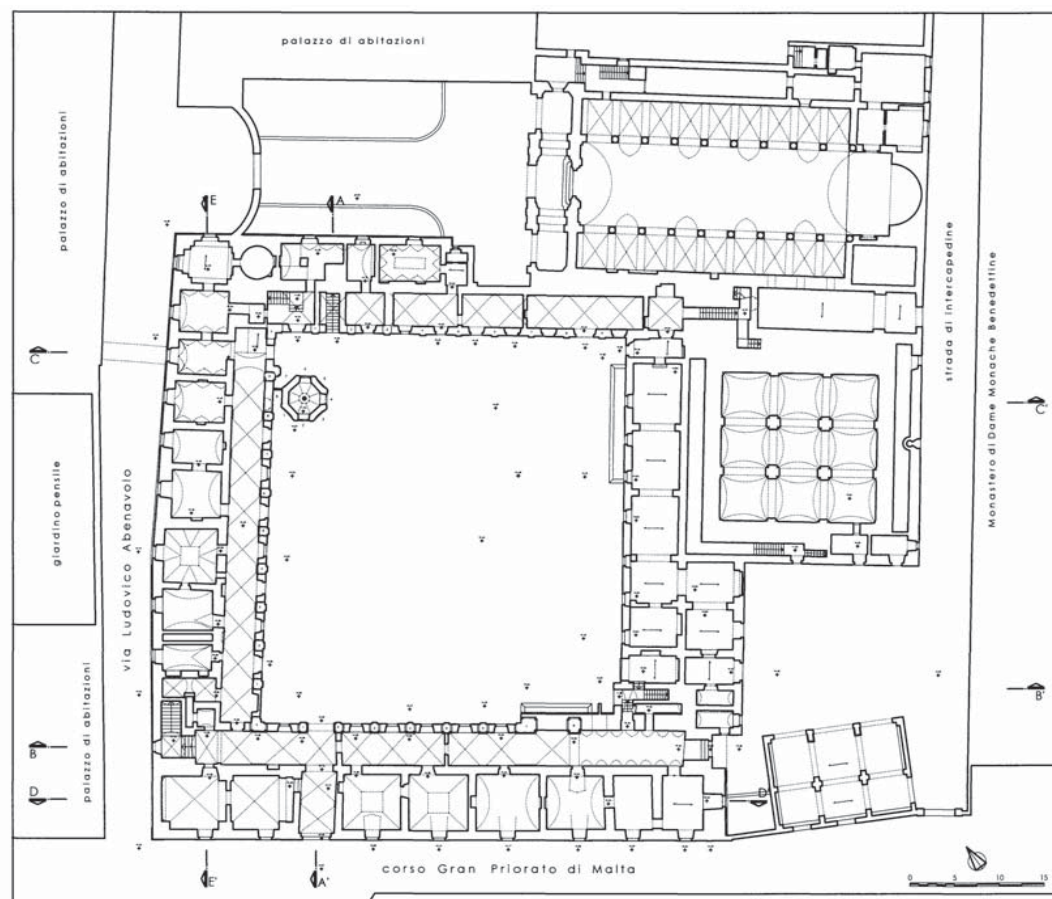 palazzo di abitazioni
palazzo di abitazioni
E
A
C
strada di intercapedine
Monastero di Dame Monache Benedettine
C'
giardino pensile
via Ludovico Abenavolo
palazzo di abitazioni
B'
B
D
D'
corso Gran Priorato di Malta
E'
A'
0 5 10 15